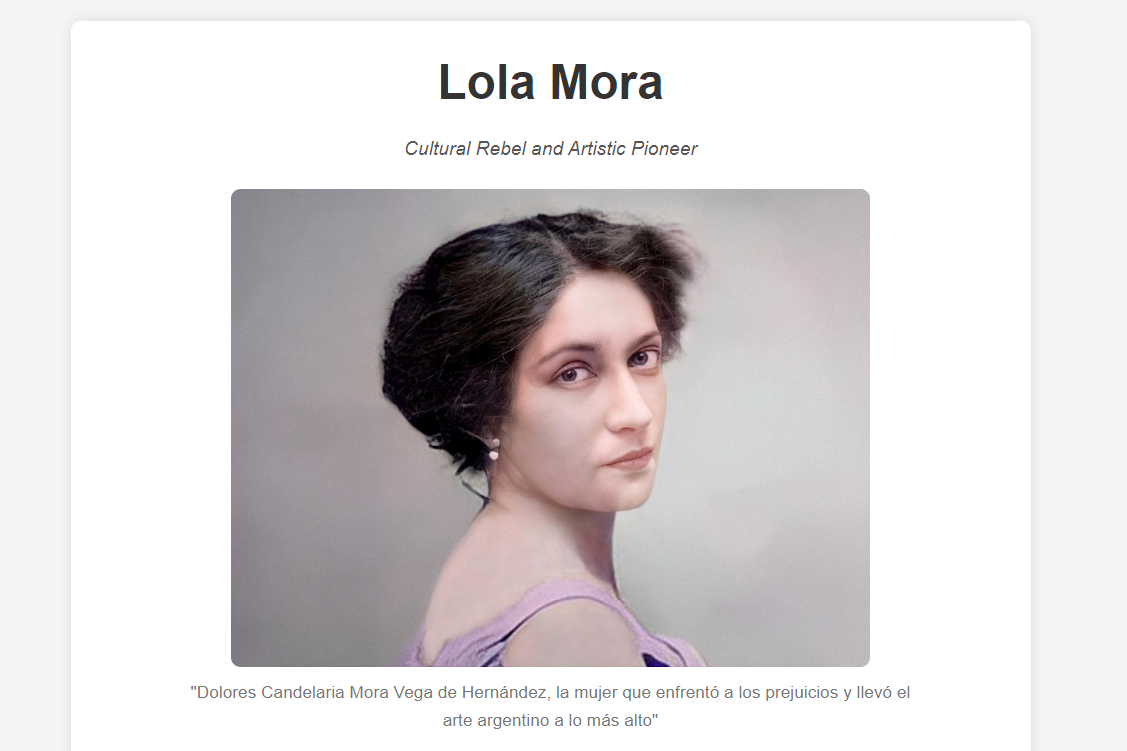 Lola Mora
Cultural Rebel and Artistic Pioneer
"Dolores Candelaria Mora Vega de Hernández, la mujer que enfrentó a los prejuicios y llevó el
arte argentino a lo más alto"